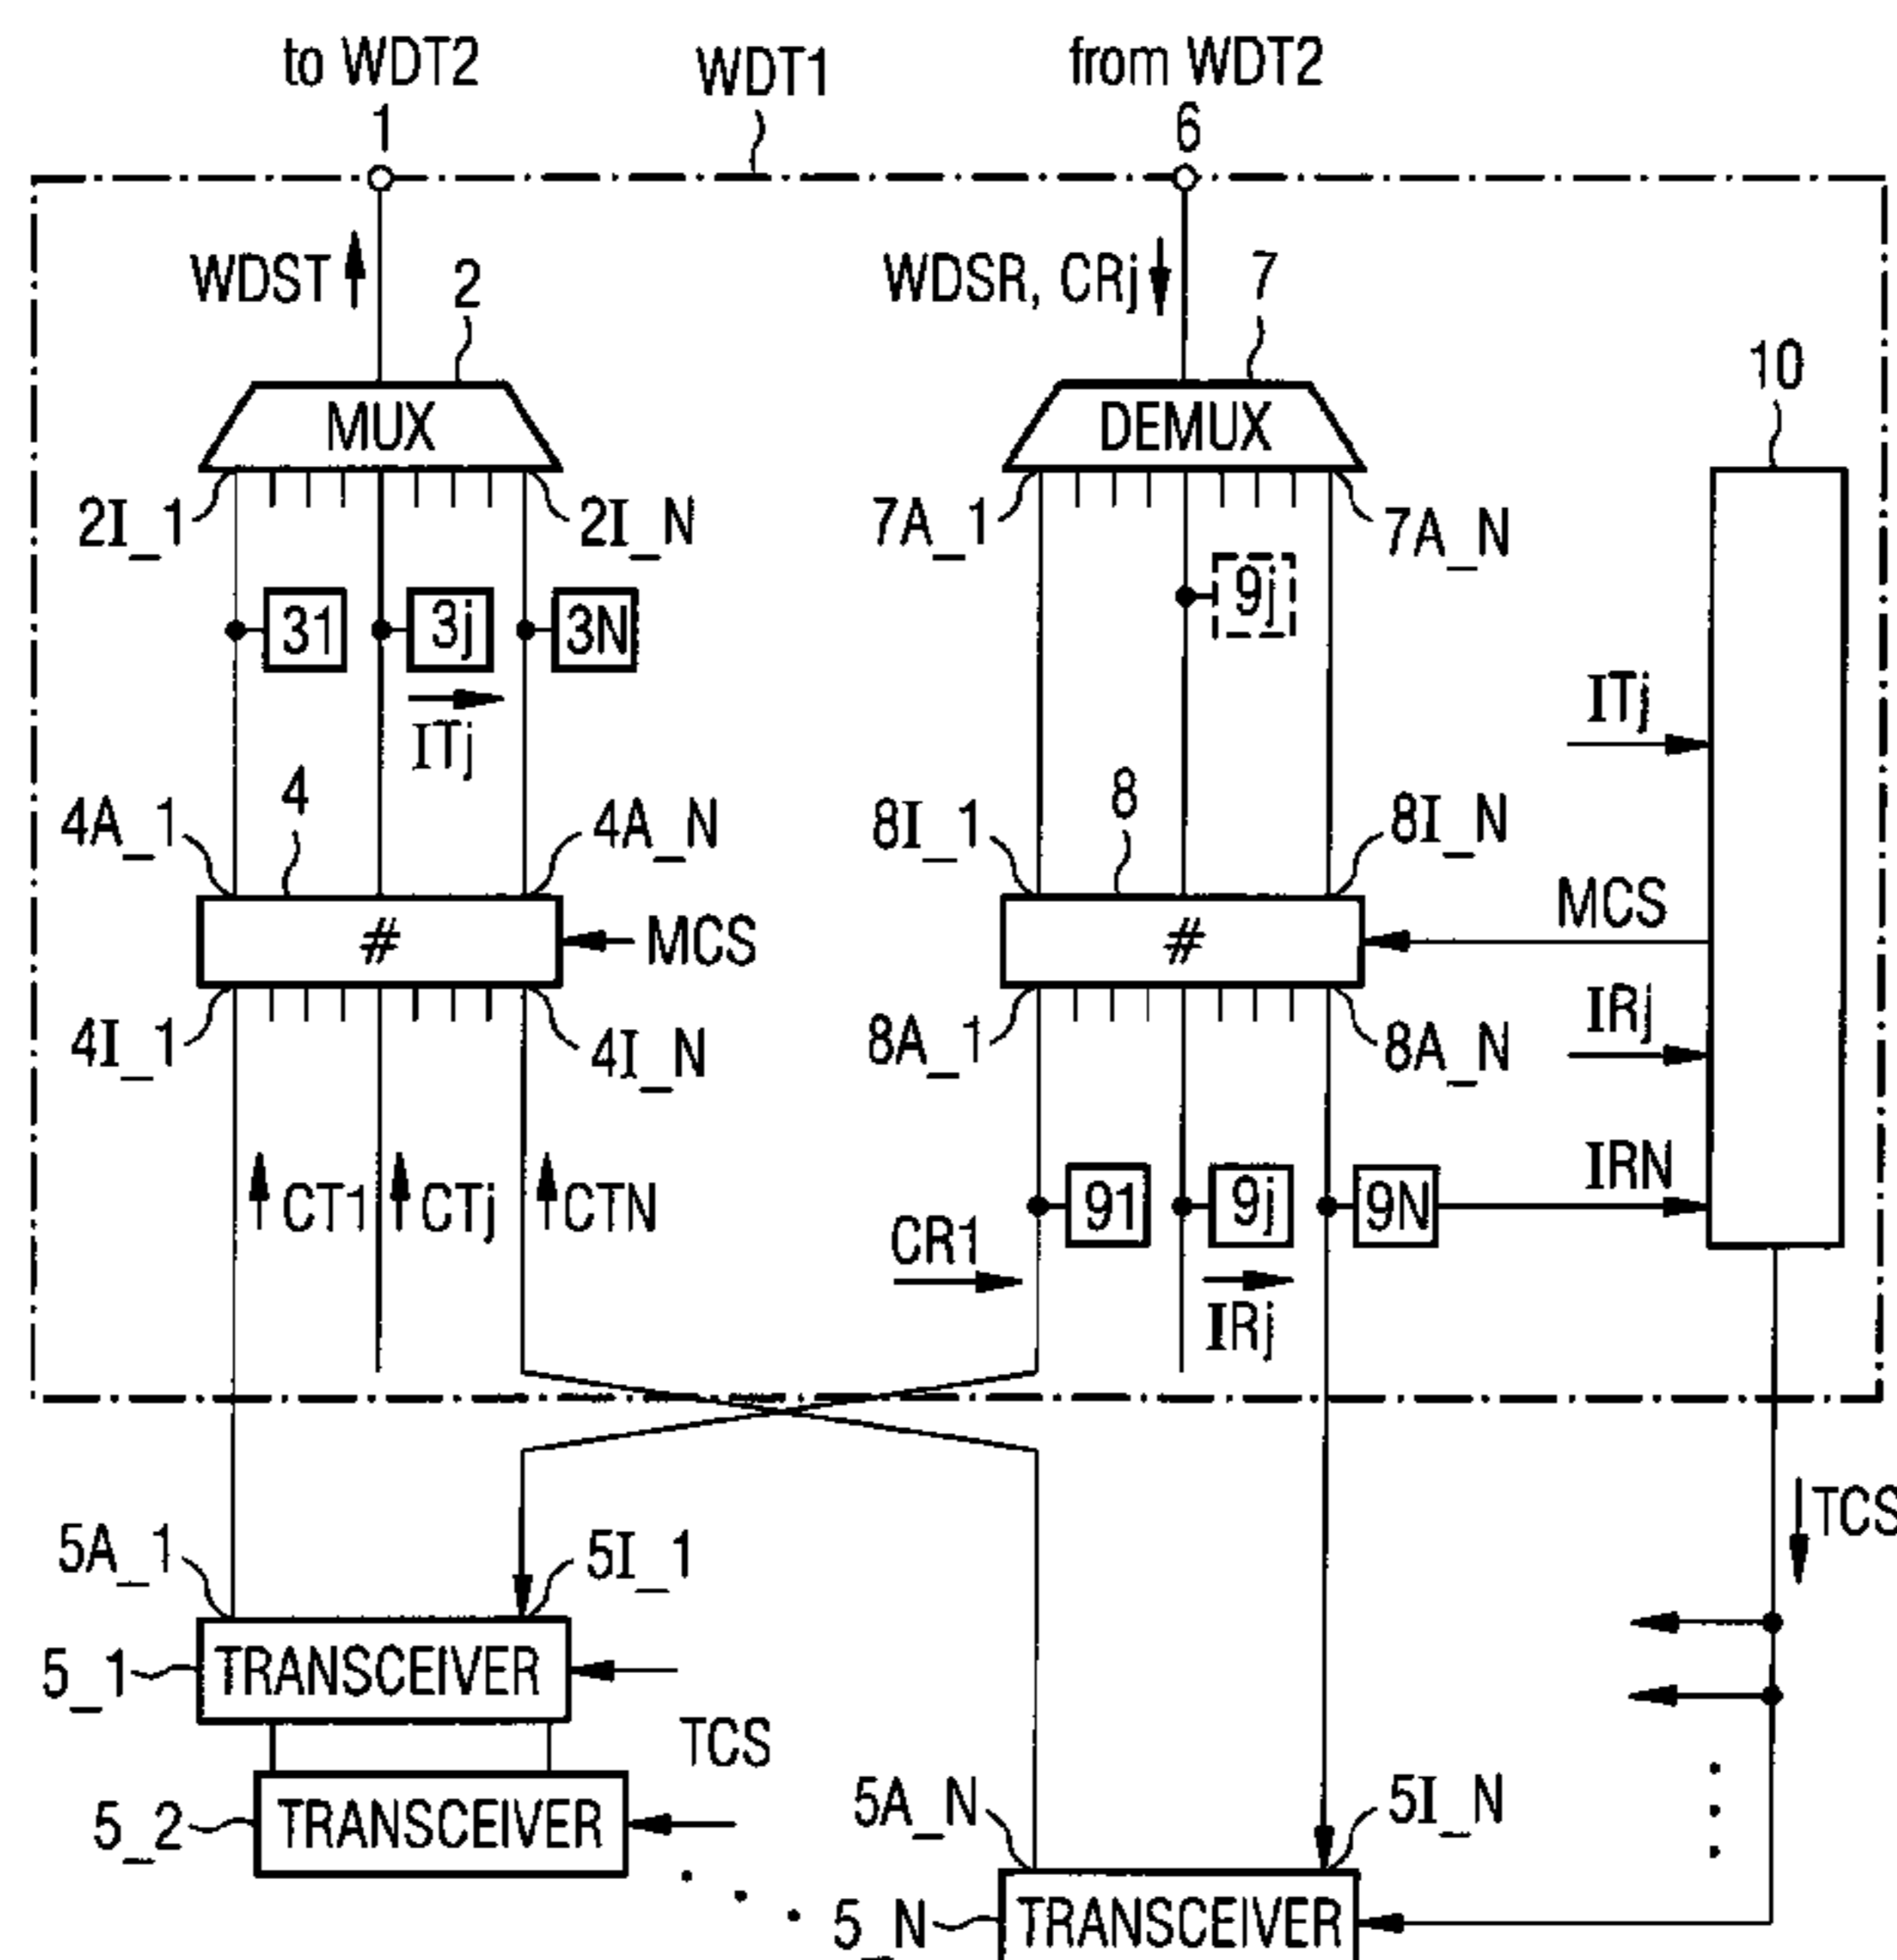 to WDT2
WDT1
from WDT2
1
6
WDST
2
WDSR, CRj
7
10
MUX
DEMUX
2I_1
2I_N
7A_1
7A_N
31
3j
3N
9j
ITj
ITj
4A_1
4
4A_N
8I_1
8
8I_N
#
MCS
#
MCS
4I_1
4I_N
8A_1
8A_N
IRj
CT1
CTj
CTN
91
9j
9N
IRN
CR1
IRj
TCS
5A_1
5I_1
5_1
TRANSCEIVER
TCS
5_2
TRANSCEIVER
5A_N
5I_N
5_N
TRANSCEIVER